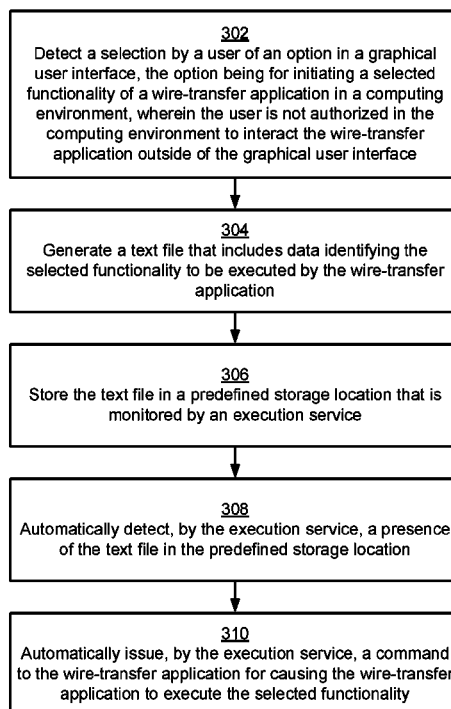 302
Detect a selection by a user of an option in a graphical
user interface, the option being for initiating a selected
functionality of a wire-transfer application in a computing
environment, wherein the user is not authorized in the
computing environment to interact the wire-transfer
application outside of the graphical user interface
304
Generate a text file that includes data identifying the
selected functionality to be executed by the wire-transfer
application
306
Store the text file in a predefined storage location that is
monitored by an execution service
308
Automatically detect, by the execution service, a presence
of the text file in the predefined storage location
310
Automatically issue, by the execution service, a command
to the wire-transfer application for causing the wire-transfer
application to execute the selected functionality